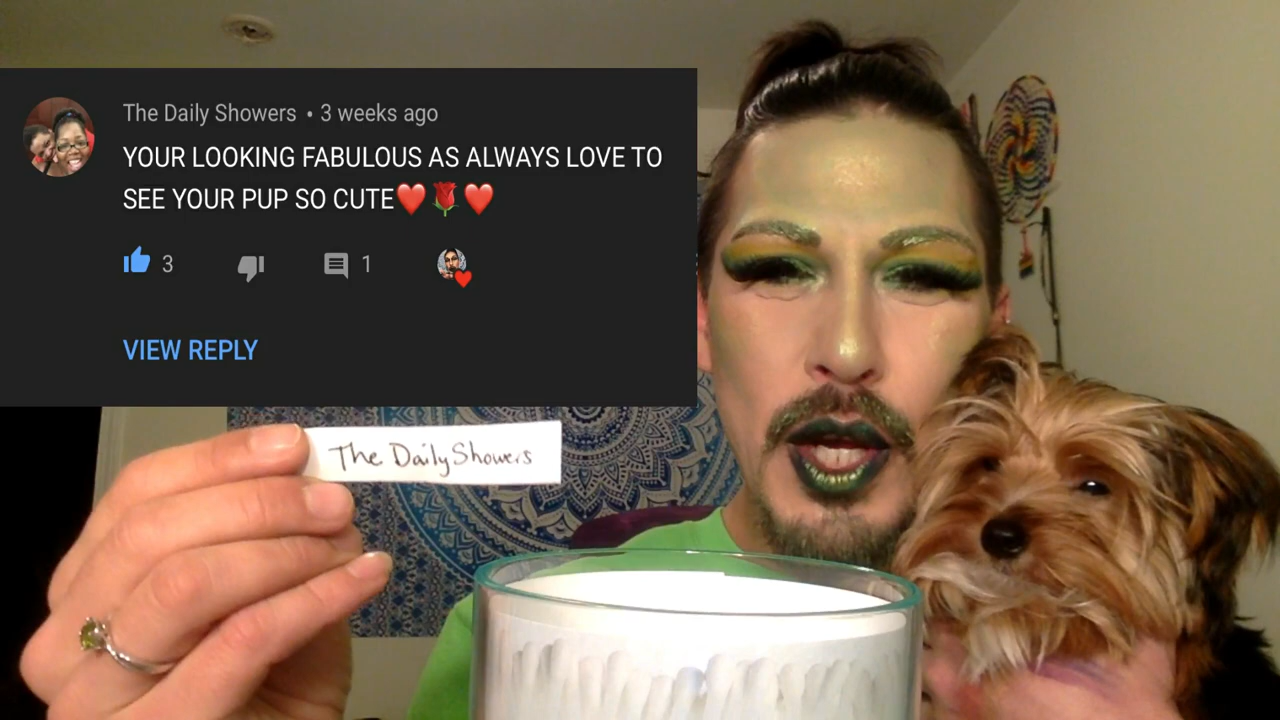 The Daily Showers • 3 weeks ago
YOUR LOOKING FABULOUS AS ALWAYS LOVE TO
SEE YOUR PUP SO CUTE❤️🌹❤️
3
1
VIEW REPLY
The Daily Showers